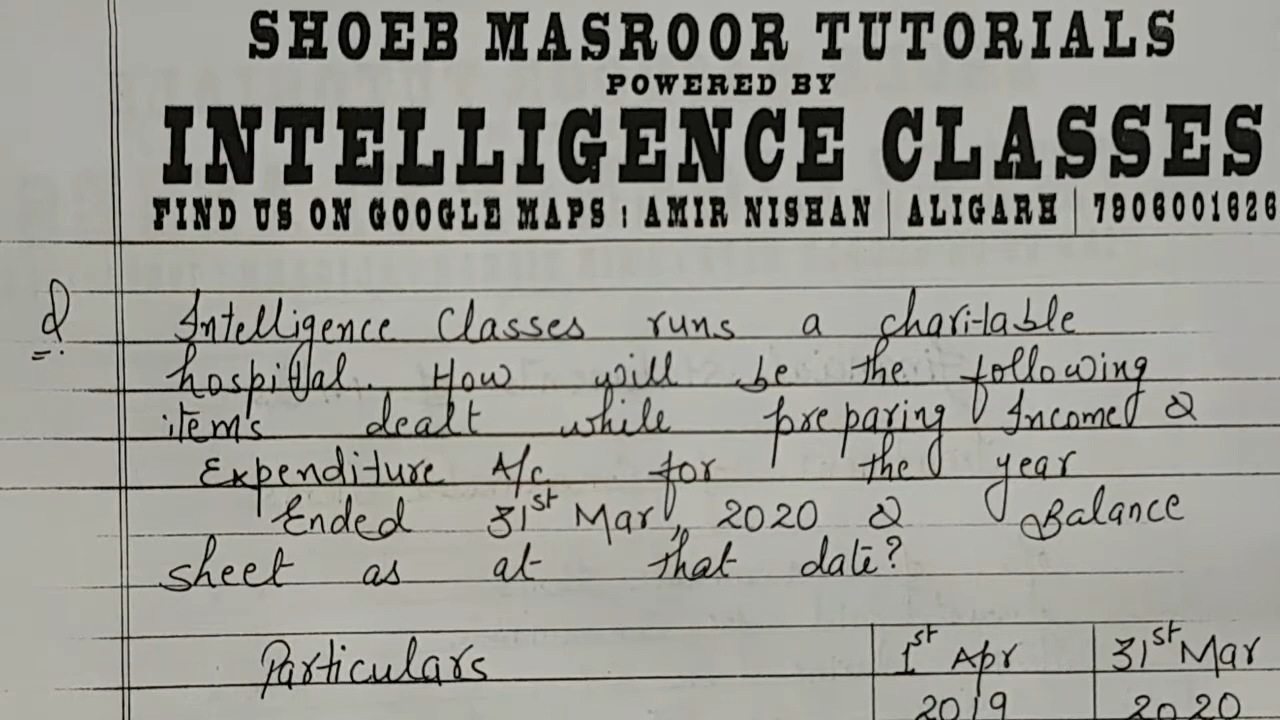 SHOEB MASROOR TUTORIALS
POWERED BY
INTELLIGENCE CLASSES
FIND US ON GOOGLE MAPS : AMIR NISHAN | ALIGARH | 7906001626
Q
Intelligence Classes runs a charitable
hospital. How will be the following
items dealt while preparing Income &
Expenditure A/c for the year
Ended 31st Mar, 2020 & Balance
sheet as at that date?
Particulars 1st Apr 2019 31st Mar 2020